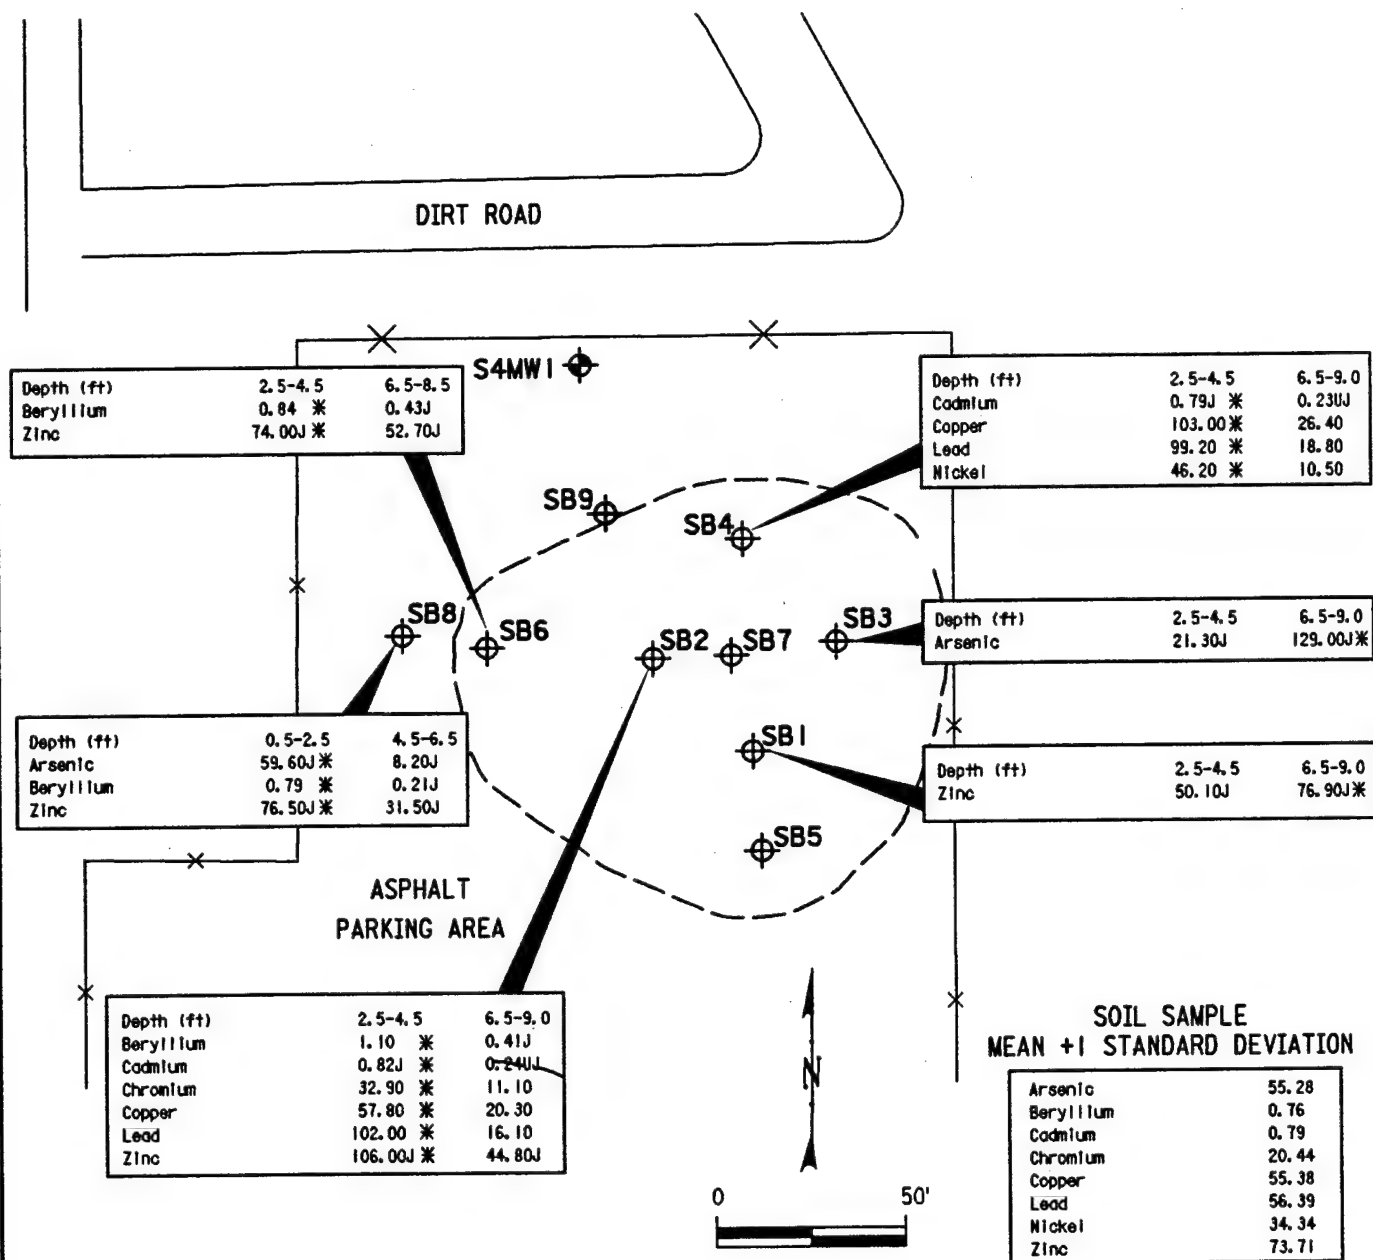 DIRT ROAD
S4MW1
Depth (ft) 2.5-4.5 6.5-8.5
Beryllium 0.84 * 0.43J
Zinc 74.00J * 52.70J
Depth (ft) 2.5-4.5 6.5-9.0
Cadmium 0.79J * 0.23UJ
Copper 103.00 * 26.40
Lead 99.20 * 18.80
Nickel 46.20 * 10.50
SB9
SB4
SB8
SB6
SB2
SB7
SB3
Depth (ft) 2.5-4.5 6.5-9.0
Arsenic 21.30J 129.00J *
Depth (ft) 0.5-2.5 4.5-6.5
Arsenic 59.60J * 8.20J
Beryllium 0.79 * 0.21J
Zinc 76.50J * 31.50J
SB1
Depth (ft) 2.5-4.5 6.5-9.0
Zinc 50.10J 76.90J *
SB5
ASPHALT
PARKING AREA
Depth (ft) 2.5-4.5 6.5-9.0
Beryllium 1.10 * 0.41J
Cadmium 0.82J * 0.24UJ
Chromium 32.90 * 11.10
Copper 57.80 * 20.30
Lead 102.00 * 16.10
Zinc 106.00J * 44.80J
N
0 50'
SOIL SAMPLE
MEAN +1 STANDARD DEVIATION
Arsenic 55.28
Beryllium 0.76
Cadmium 0.79
Chromium 20.44
Copper 55.38
Lead 56.39
Nickel 34.34
Zinc 73.71